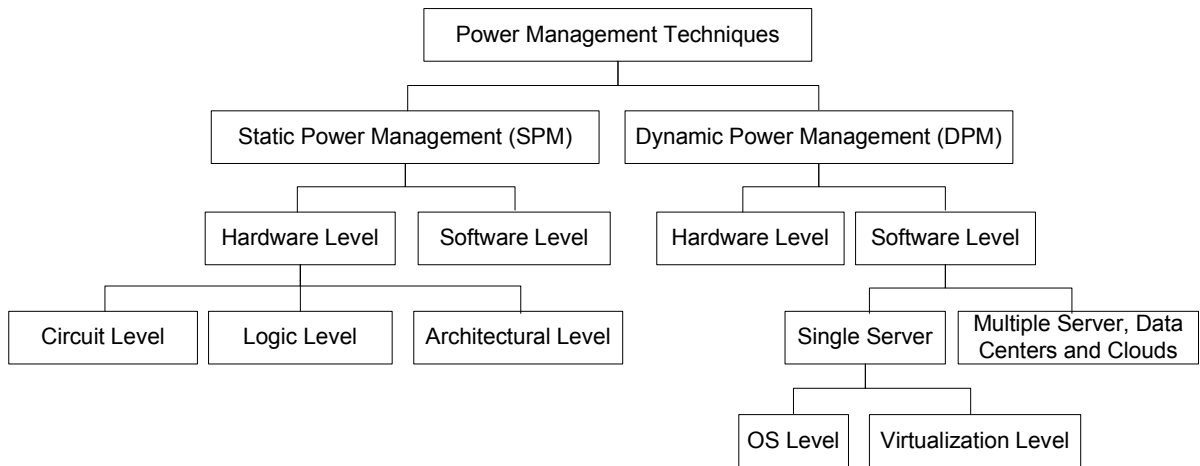 Power Management Techniques
Static Power Management (SPM)
Dynamic Power Management (DPM)
Hardware Level
Software Level
Hardware Level
Software Level
Circuit Level
Logic Level
Architectural Level
Single Server
Multiple Server, Data
Centers and Clouds
OS Level
Virtualization Level